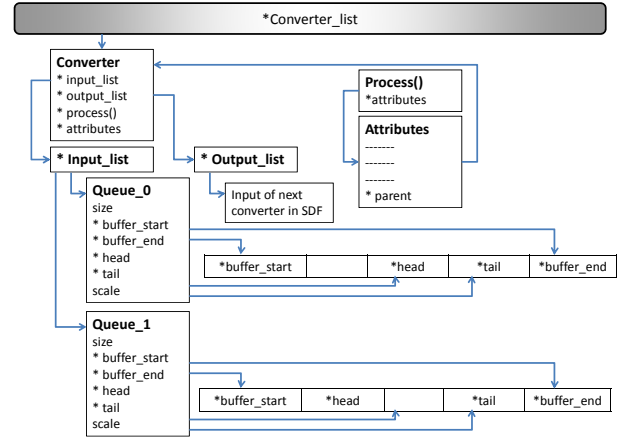 *Converter_list
Converter
* input_list
* output_list
* process()
* attributes
Process()
*attributes
Attributes
-------
-------
-------
* parent
* Input_list
* Output_list
Input of next
converter in SDF
Queue_0
size
* buffer_start
* buffer_end
* head
* tail
scale
*buffer_start
*head
*tail
*buffer_end
Queue_1
size
* buffer_start
* buffer_end
* head
* tail
scale
*buffer_start
*head
*tail
*buffer_end